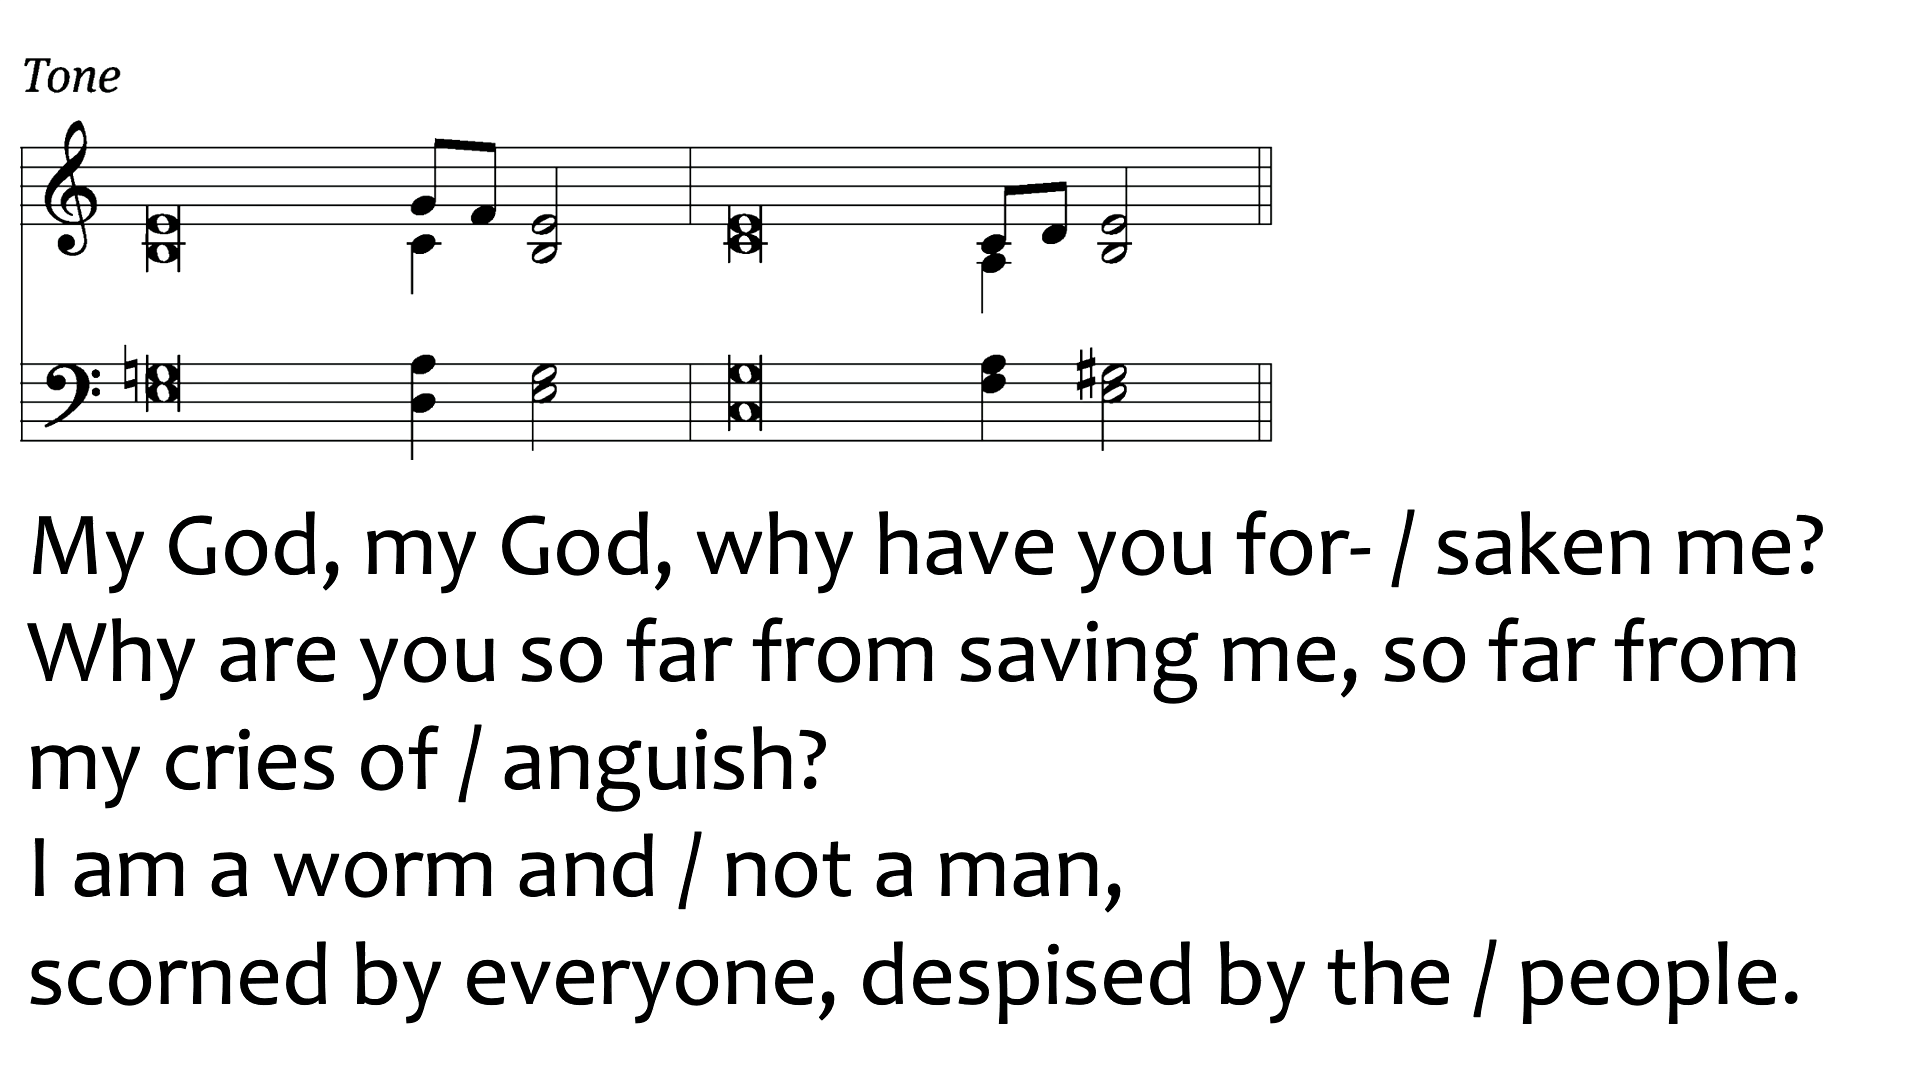 Tone
My God, my God, why have you for- / saken me?
Why are you so far from saving me, so far from
my cries of / anguish?
I am a worm and / not a man,
scorned by everyone, despised by the / people.